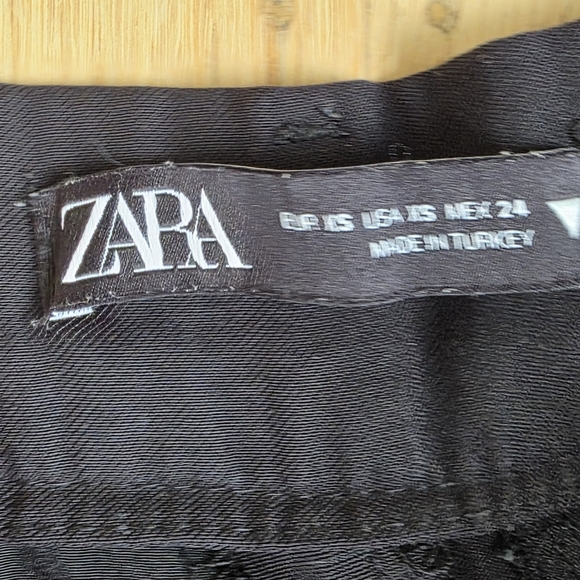 ZARA
EUR XS USA XS MEX 24
MADE IN TURKEY